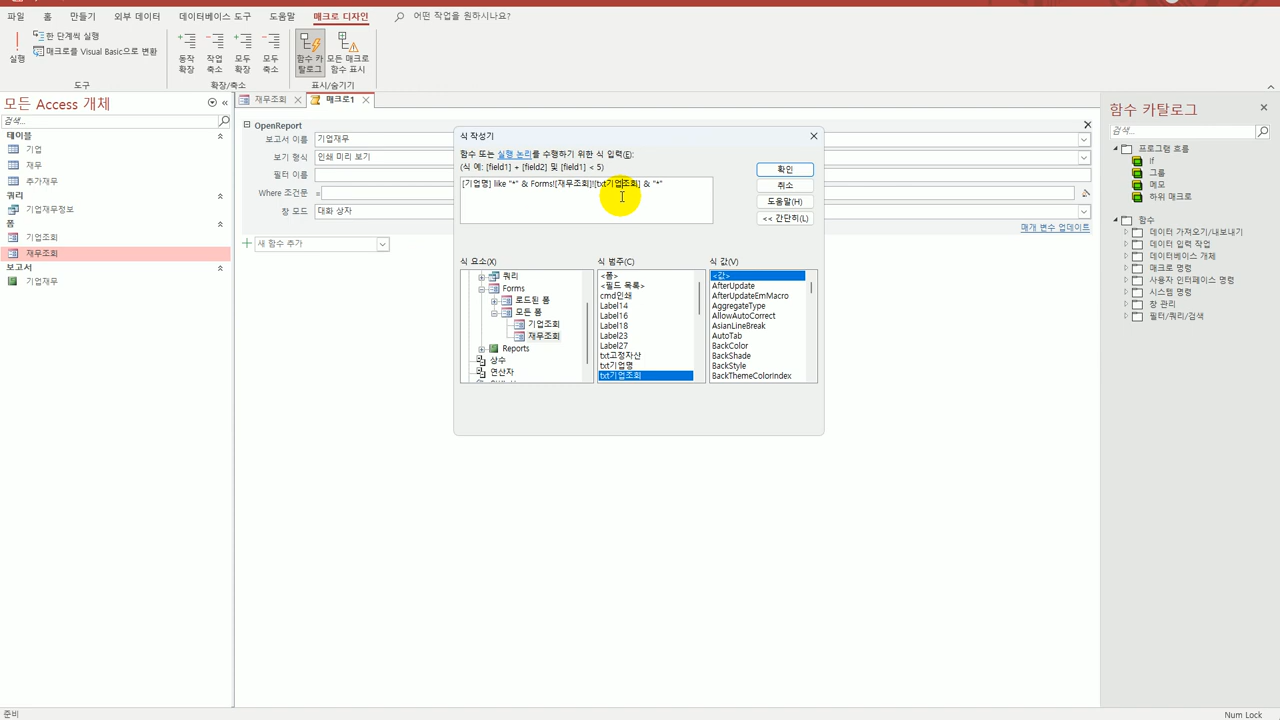 파일 홈 만들기 외부 데이터 데이터베이스 도구 도움말 매크로 디자인 어떤 작업을 원하시나요?
실행
한 단계씩 실행
매크로를 Visual Basic으로 변환
동작 확장
작업 축소
모두 확장
모두 축소
함수 카탈로그
모든 매크로 함수 표시
도구 확장/축소 표시/숨기기
모든 Access 개체
검색...
테이블
기업
재무
추가재무
쿼리
기업재무정보
폼
기업조회
재무조회
보고서
기업재무
재무조회 매크로1
OpenReport
보고서 이름 기업재무
보기 형식 인쇄 미리 보기
필터 이름
Where 조건문 =
창 모드 대화 상자
매개 변수 업데이트
새 함수 추가
식 작성기
함수 또는 실행 논리를 수행하기 위한 식 입력(E):
(식 예: [field1] + [field2] 및 [field1] < 5)
[기업명] like "*" & Forms![재무조회]![txt기업조회] & "*"
확인
취소
도움말(H)
<< 간단히(L)
식 요소(X)
쿼리
Forms
로드된 폼
모든 폼
기업조회
재무조회
Reports
상수
연산자
식 범주(C)
<폼>
<필드 목록>
cmd인쇄
Label14
Label16
Label18
Label23
Label27
txt고정자산
txt기업명
txt기업조회
식 값(V)
<값>
AfterUpdate
AfterUpdateEmMacro
AggregateType
AllowAutoCorrect
AsianLineBreak
AutoTab
BackColor
BackShade
BackStyle
BackThemeColorIndex
함수 카탈로그
검색...
프로그램 흐름
If
그룹
메모
하위 매크로
함수
데이터 가져오기/내보내기
데이터 입력 작업
데이터베이스 개체
매크로 명령
사용자 인터페이스 명령
시스템 명령
창 관리
필터/쿼리/검색
준비 Num Lock